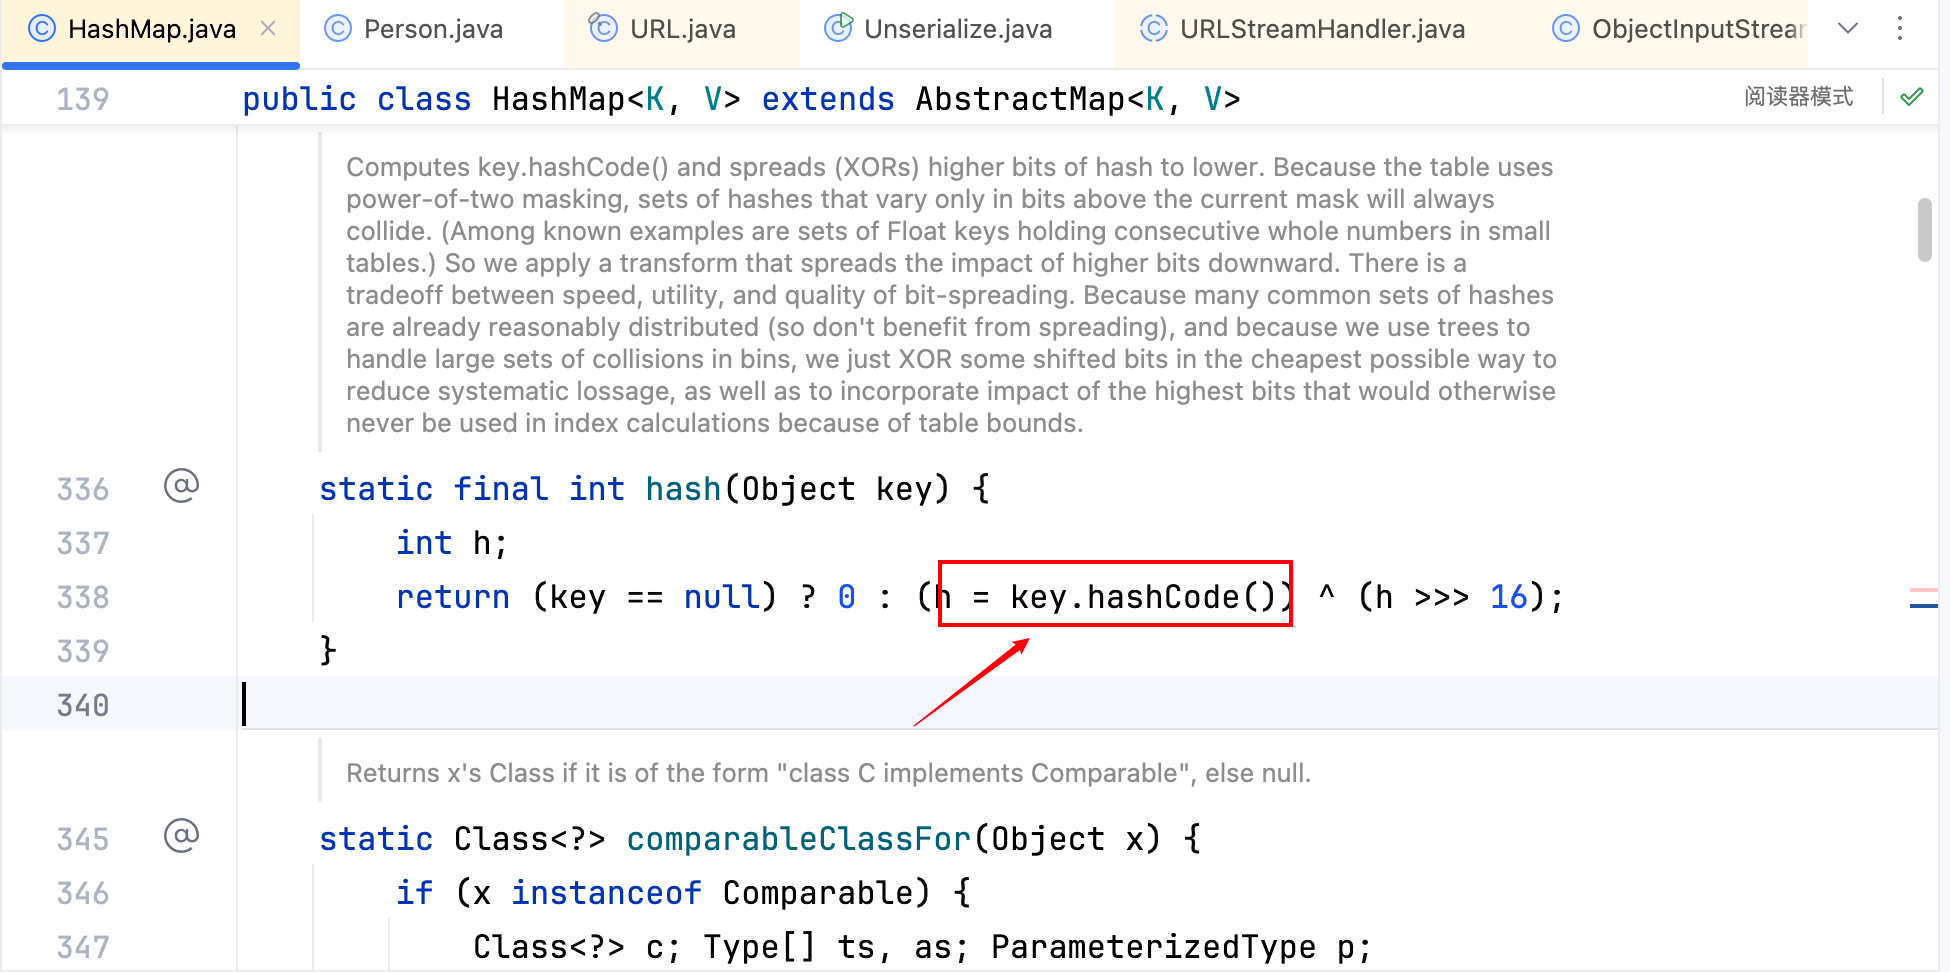 HashMap.java Person.java URL.java Unserialize.java URLStreamHandler.java ObjectInputStrear
139 public class HashMap<K, V> extends AbstractMap<K, V> 阅读器模式
Computes key.hashCode() and spreads (XORs) higher bits of hash to lower. Because the table uses
power-of-two masking, sets of hashes that vary only in bits above the current mask will always
collide. (Among known examples are sets of Float keys holding consecutive whole numbers in small
tables.) So we apply a transform that spreads the impact of higher bits downward. There is a
tradeoff between speed, utility, and quality of bit-spreading. Because many common sets of hashes
are already reasonably distributed (so don't benefit from spreading), and because we use trees to
handle large sets of collisions in bins, we just XOR some shifted bits in the cheapest possible way to
reduce systematic lossage, as well as to incorporate impact of the highest bits that would otherwise
never be used in index calculations because of table bounds.
336 @ static final int hash(Object key) {
337 int h;
338 return (key == null) ? 0 : (h = key.hashCode()) ^ (h >>> 16);
339 }
340
Returns x's Class if it is of the form "class C implements Comparable", else null.
345 @ static Class<?> comparableClassFor(Object x) {
346 if (x instanceof Comparable) {
347 Class<?> c; Type[] ts, as; ParameterizedType p;